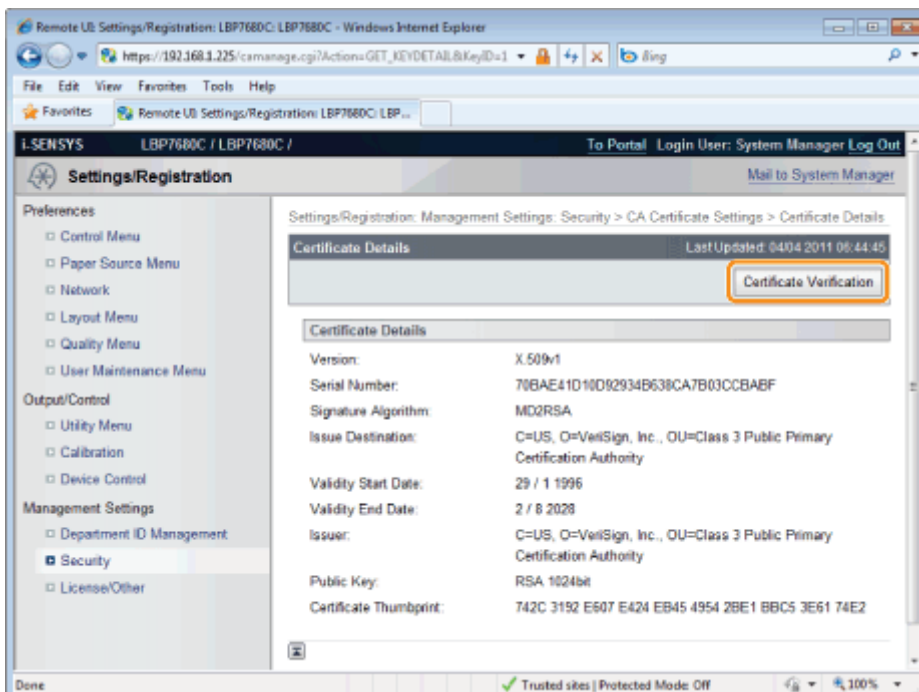 Remote UI: Settings/Registration: LBP7680C: LBP7680C - Windows Internet Explorer
https://192.168.1.225/camanage.cgi?Action=GET_KEYDETAIL&KeyID=1
Bing
File Edit View Favorites Tools Help
Favorites
Remote UI: Settings/Registration: LBP7680C: LBP...
i-SENSYS LBP7680C / LBP7680C /
To Portal Login User: System Manager Log Out
Settings/Registration
Mail to System Manager
Preferences
Control Menu
Paper Source Menu
Network
Layout Menu
Quality Menu
User Maintenance Menu
Output/Control
Utility Menu
Calibration
Device Control
Management Settings
Department ID Management
Security
License/Other
Settings/Registration: Management Settings: Security > CA Certificate Settings > Certificate Details
Certificate Details Last Updated: 04/04 2011 06:44:45
Certificate Verification
Certificate Details
Version: X.509v1
Serial Number: 70BAE41D10D92934B638CA7B03CCBABF
Signature Algorithm: MD2RSA
Issue Destination: C=US, O=VeriSign, Inc., OU=Class 3 Public Primary
Certification Authority
Validity Start Date: 29 / 1 1996
Validity End Date: 2 / 8 2028
Issuer: C=US, O=VeriSign, Inc., OU=Class 3 Public Primary
Certification Authority
Public Key: RSA 1024bit
Certificate Thumbprint: 742C 3192 E607 E424 EB45 4954 2BE1 BBC5 3E61 74E2
Done
Trusted sites | Protected Mode: Off
100%